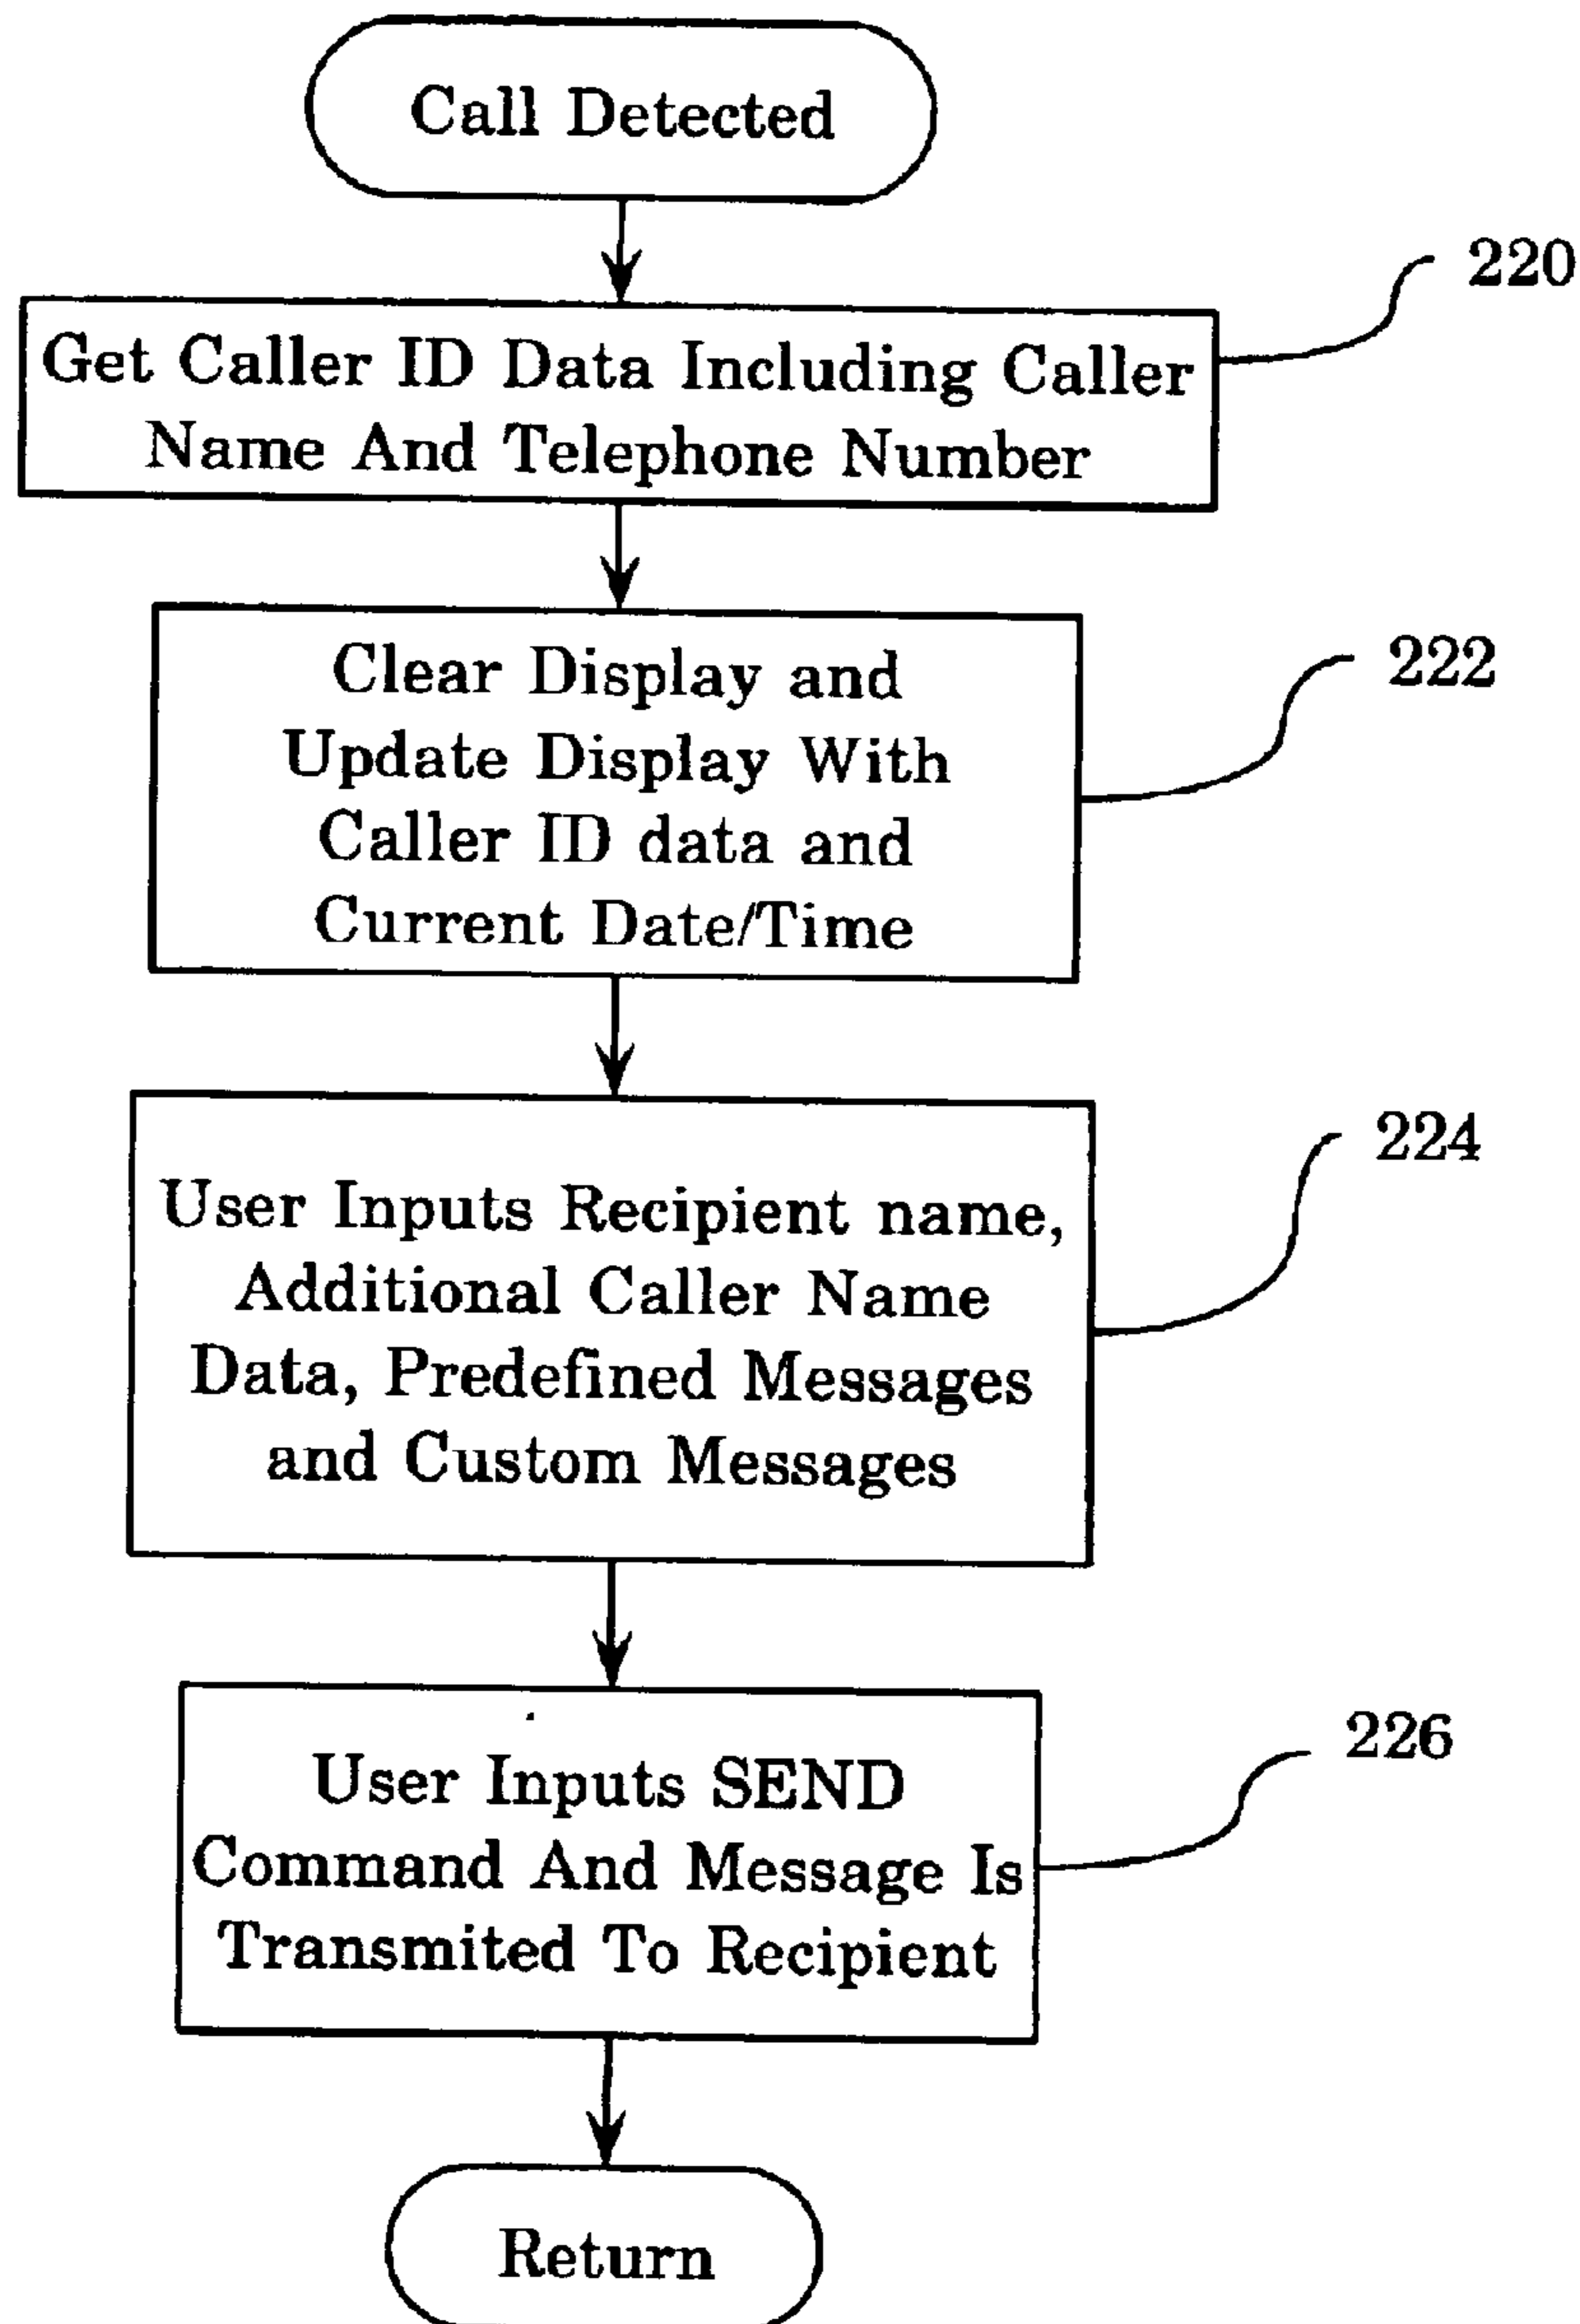 Call Detected
220
Get Caller ID Data Including Caller
Name And Telephone Number
222
Clear Display and
Update Display With
Caller ID data and
Current Date/Time
224
User Inputs Recipient name,
Additional Caller Name
Data, Predefined Messages
and Custom Messages
226
User Inputs SEND
Command And Message Is
Transmited To Recipient
Return